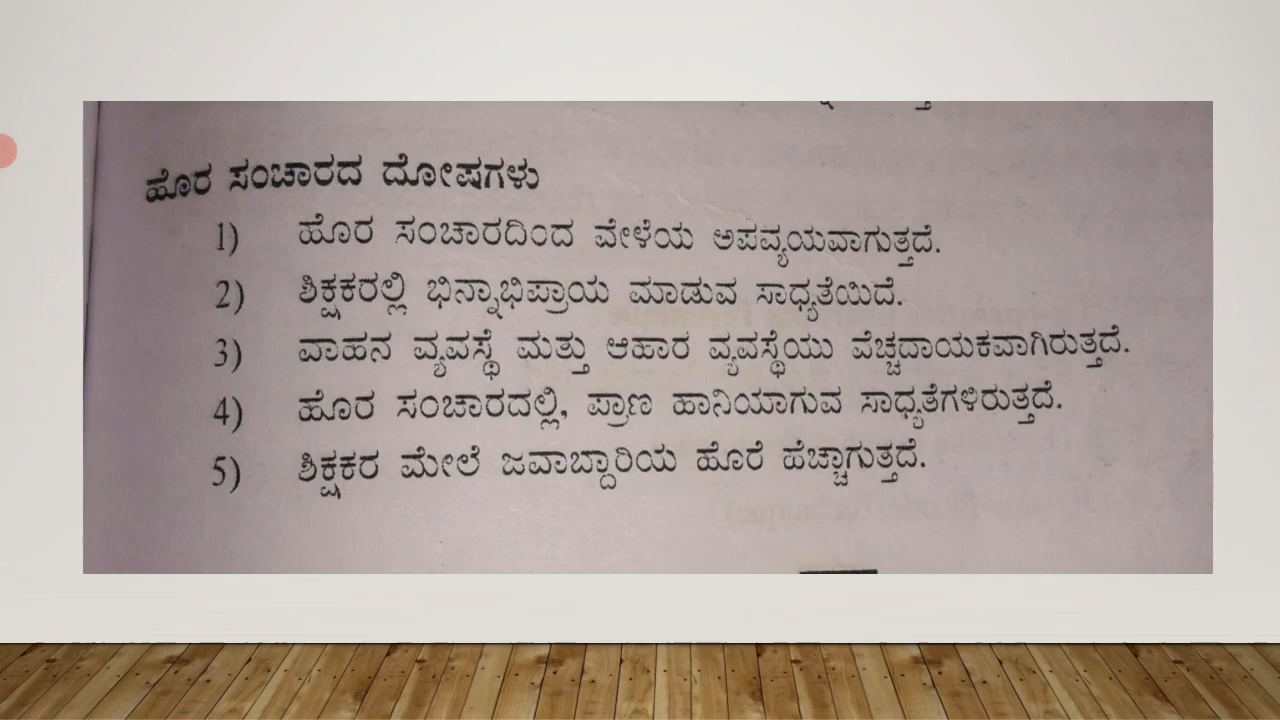 ಹೊರ ಸಂಚಾರದ ದೋಷಗಳು
1) ಹೊರ ಸಂಚಾರದಿಂದ ವೇಳೆಯ ಅಪವ್ಯಯವಾಗುತ್ತದೆ.
2) ಶಿಕ್ಷಕರಲ್ಲಿ ಭಿನ್ನಾಭಿಪ್ರಾಯ ಮಾಡುವ ಸಾಧ್ಯತೆಯಿದೆ.
3) ವಾಹನ ವ್ಯವಸ್ಥೆ ಮತ್ತು ಆಹಾರ ವ್ಯವಸ್ಥೆಯು ವೆಚ್ಚದಾಯಕವಾಗಿರುತ್ತದೆ.
4) ಹೊರ ಸಂಚಾರದಲ್ಲಿ, ಪ್ರಾಣ ಹಾನಿಯಾಗುವ ಸಾಧ್ಯತೆಗಳಿರುತ್ತದೆ.
5) ಶಿಕ್ಷಕರ ಮೇಲೆ ಜವಾಬ್ದಾರಿಯ ಹೊರೆ ಹೆಚ್ಚಾಗುತ್ತದೆ.